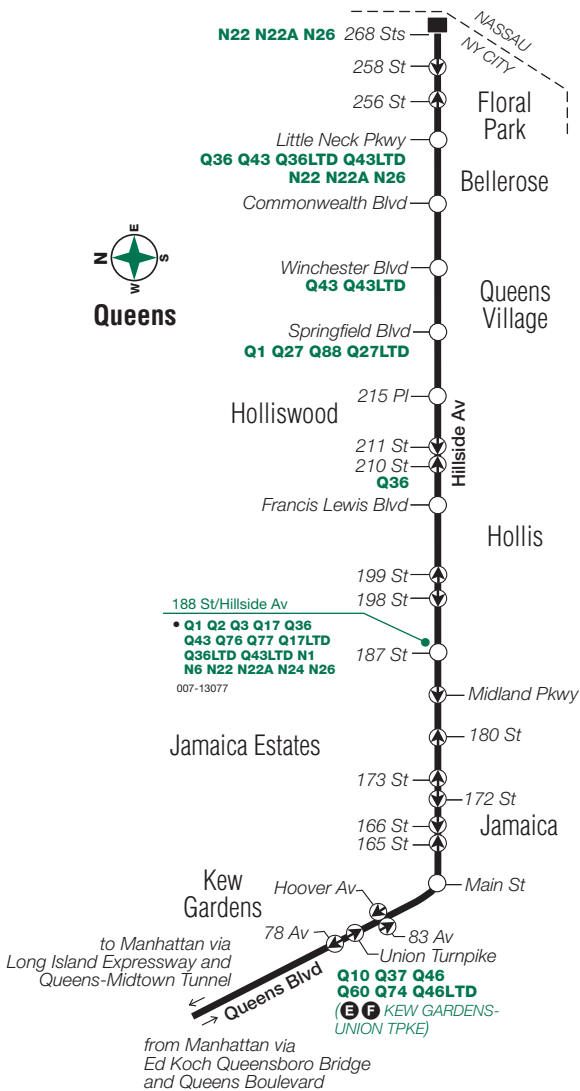 NASSAU
NY CITY
N22 N22A N26 268 Sts
258 St
256 St
Floral
Park
Little Neck Pkwy
Q36 Q43 Q36LTD Q43LTD
N22 N22A N26
Bellerose
Commonwealth Blvd
N
E
S
W
Queens
Winchester Blvd
Q43 Q43LTD
Queens
Village
Springfield Blvd
Q1 Q27 Q88 Q27LTD
215 Pl
Holliswood
Hillside Av
211 St
210 St
Q36
Francis Lewis Blvd
Hollis
199 St
198 St
188 St/Hillside Av
• Q1 Q2 Q3 Q17 Q36
Q43 Q76 Q77 Q17LTD
Q36LTD Q43LTD N1
N6 N22 N22A N24 N26
007-13077
187 St
Midland Pkwy
Jamaica Estates
180 St
173 St
172 St
166 St
Jamaica
165 St
Kew
Gardens
Hoover Av
Main St
78 Av
83 Av
Union Turnpike
Q10 Q37 Q46
Q60 Q74 Q46LTD
(E F KEW GARDENS-
UNION TPKE)
to Manhattan via
Long Island Expressway and
Queens-Midtown Tunnel
Queens Blvd
from Manhattan via
Ed Koch Queensboro Bridge
and Queens Boulevard